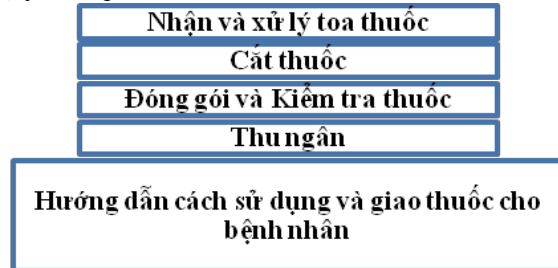 Nhận và xử lý toa thuốc
Cắt thuốc
Đóng gói và Kiểm tra thuốc
Thu ngân
Hướng dẫn cách sử dụng và giao thuốc cho
bệnh nhân